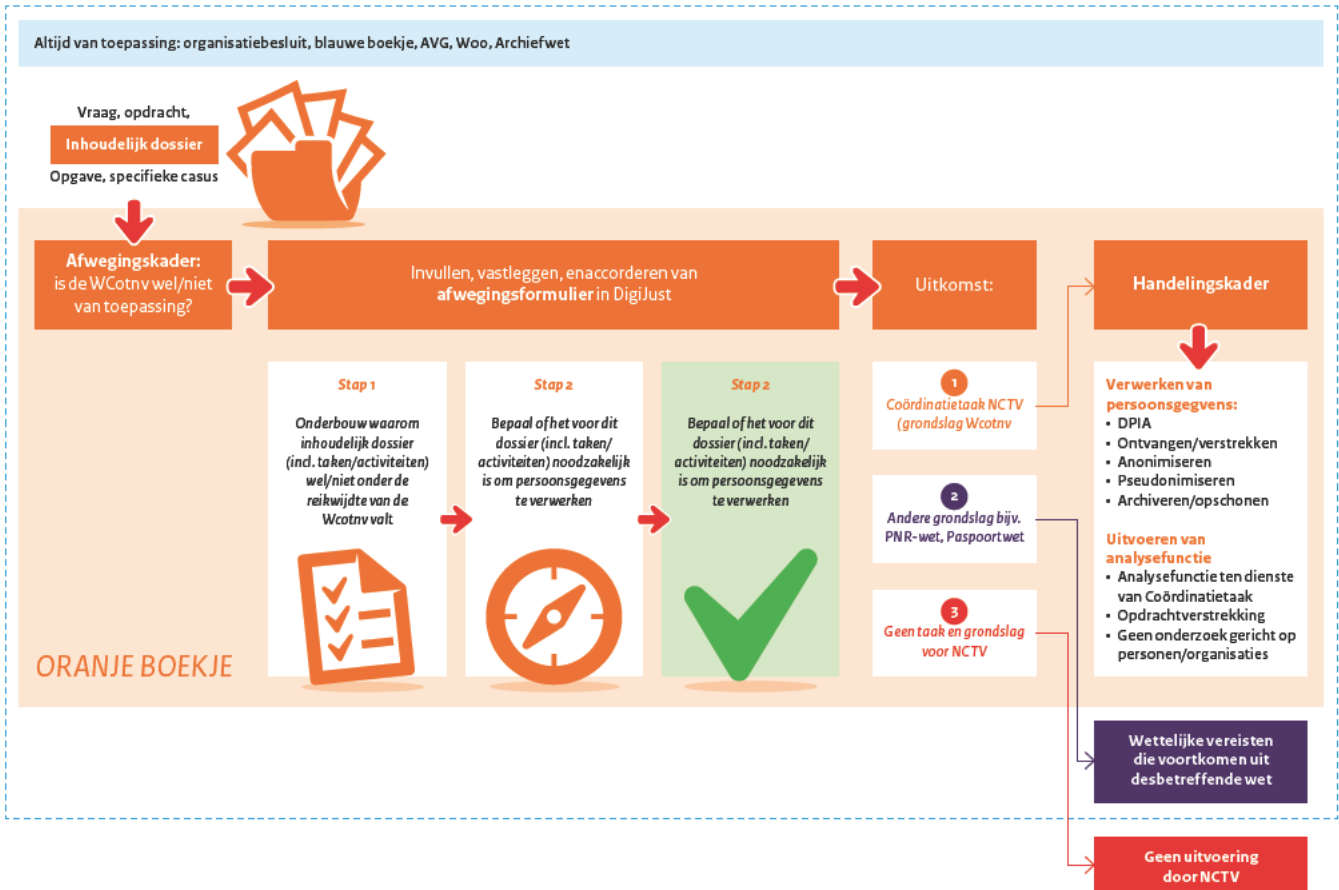 Altijd van toepassing: organisatiebesluit, blauwe boekje, AVG, Woo, Archiefwet
Vraag, opdracht,
Inhoudelijk dossier
Opgave, specifieke casus
Afwegingskader:
is de WCotnv wel/niet
van toepassing?
Invullen, vastleggen, enaccorderen van
afwegingsformulier in DigiJust
Uitkomst:
Handelingskader
Stap 1
Onderbouw waarom
inhoudelijk dossier
(incl. taken/activiteiten)
wel/niet onder de
reikwijdte van de
Wcotnv valt
Stap 2
Bepaal of het voor dit
dossier (incl. taken/
activiteiten) noodzakelijk
is om persoonsgegevens
te verwerken
Stap 2
Bepaal of het voor dit
dossier (incl. taken/
activiteiten) noodzakelijk
is om persoonsgegevens
te verwerken
1
Coördinatietaak NCTV
(grondslag Wcotnv
2
Andere grondslag bijv.
PNR-wet, Paspoortwet
3
Geen taak en grondslag
voor NCTV
Verwerken van
persoonsgegvens:
• DPIA
• Ontvangen/verstrekken
• Anonimiseren
• Pseudonimiseren
• Archiveren/opschonen
Uitvoeren van
analysefunctie
• Analysefunctie ten dienste
van Coördinatietaak
• Opdrachtverstrekking
• Geen onderzoek gericht op
personen/organisaties
ORANJE BOEKJE
Wettelijke vereisten
die voortkomen uit
desbetreffende wet
Geen uitvoering
door NCTV